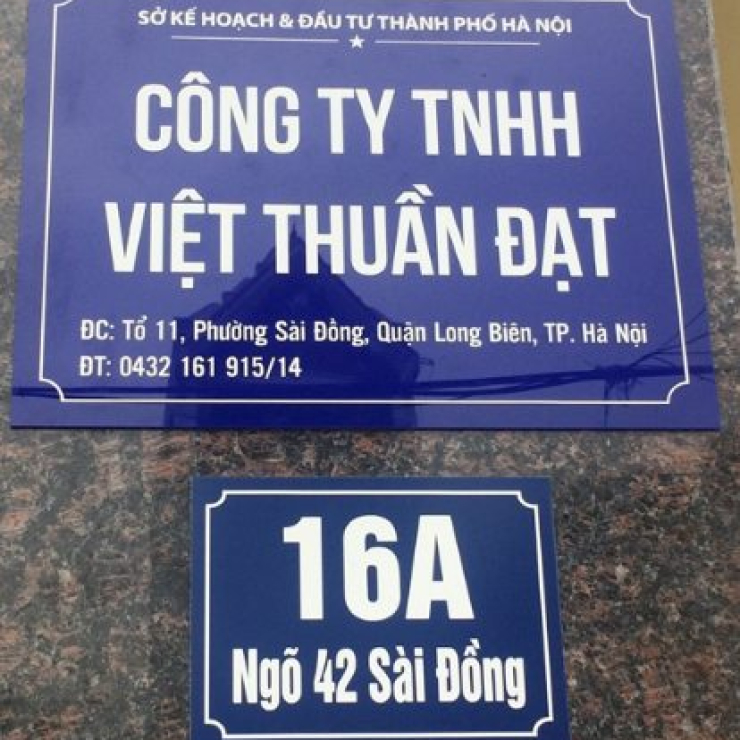 SỞ KẾ HOẠCH & ĐẦU TƯ THÀNH PHỐ HÀ NỘI
CÔNG TY TNHH
VIỆT THUẦN ĐẠT
ĐC: Tổ 11, Phường Sài Đồng, Quận Long Biên, TP. Hà Nội
ĐT: 0432 161 915/14
16A
Ngõ 42 Sài Đồng